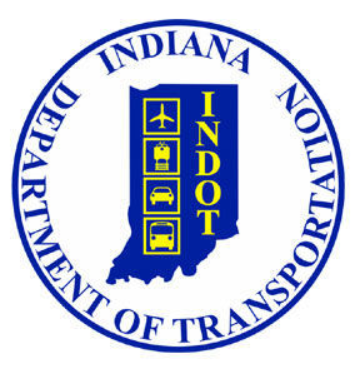 INDIANA
DEPARTMENT OF TRANSPORTATION
INDOT